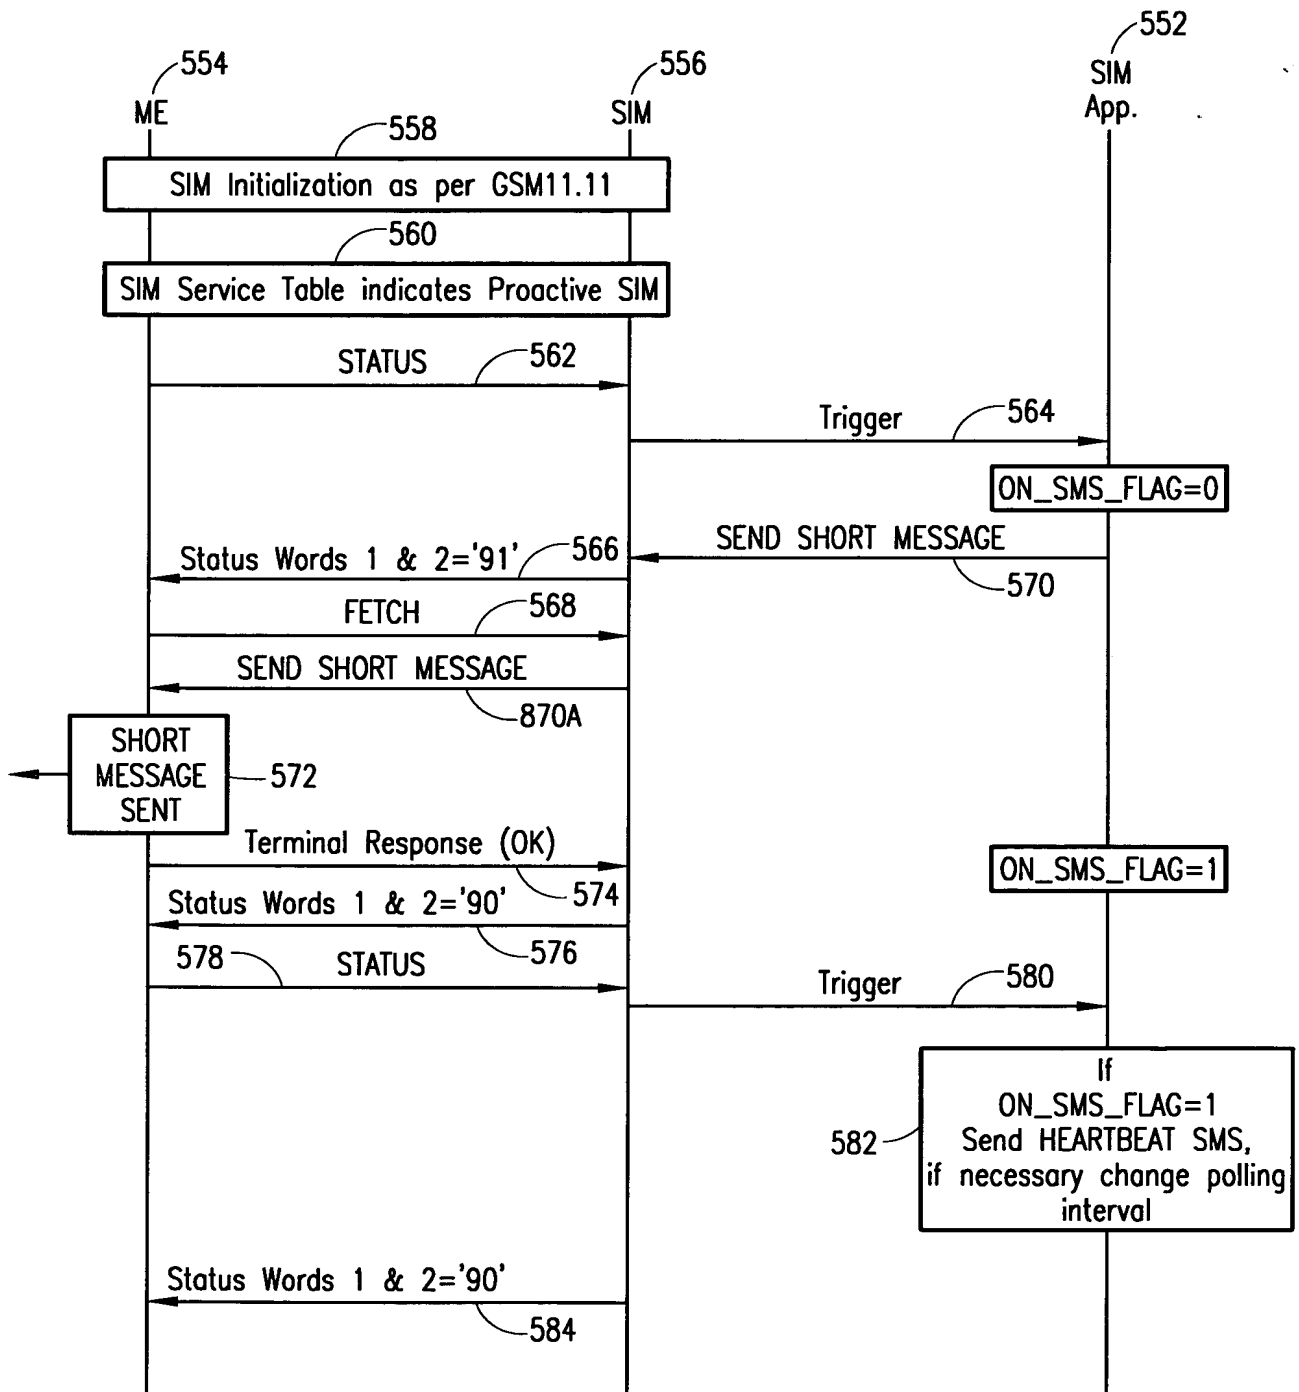 552
554
556
SIM
App.
ME
SIM
558
SIM Initialization as per GSM11.11
560
SIM Service Table indicates Proactive SIM
STATUS
562
Trigger
564
ON_SMS_FLAG=0
SEND SHORT MESSAGE
570
Status Words 1 & 2='91'
566
FETCH
568
SEND SHORT MESSAGE
870A
SHORT
MESSAGE
SENT
572
Terminal Response (OK)
574
ON_SMS_FLAG=1
Status Words 1 & 2='90'
576
578
STATUS
Trigger
580
If
ON_SMS_FLAG=1
Send HEARTBEAT SMS,
if necessary change polling
interval
582
Status Words 1 & 2='90'
584